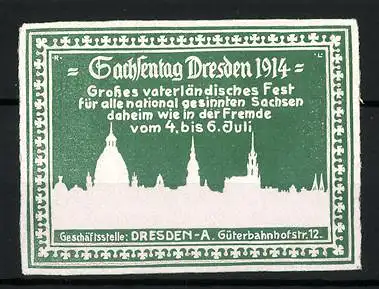 = Sachsentag Dresden 1914 =
Großes vaterländisches Fest
für alle national gesinnten Sachsen
daheim wie in der Fremde
vom 4. bis 6. Juli
Geschäftsstelle: DRESDEN-A. Güterbahnhofstr. 12.